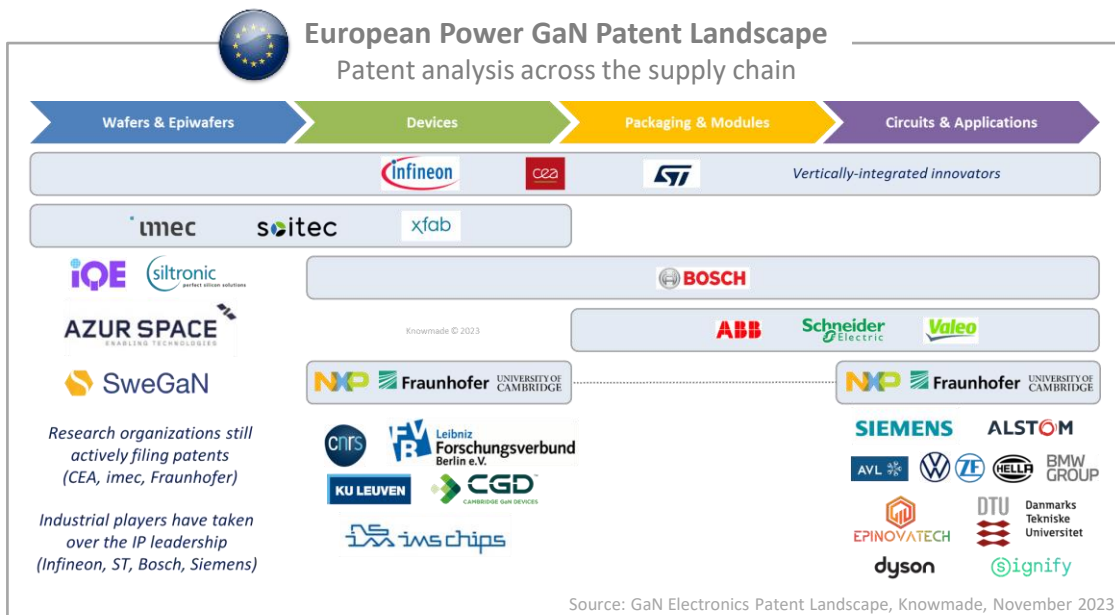 European Power GaN Patent Landscape
Patent analysis across the supply chain
Wafers & Epiwafers
Devices
Packaging & Modules
Circuits & Applications
infineon
cea
ST
Vertically-integrated innovators
imec
soitec
xfab
iQE
siltronic
perfect silicon solutions
BOSCH
AZUR SPACE
ENABLING TECHNOLOGIES
Knowmade © 2023
ABB
Schneider
Electric
Valeo
SweGaN
NXP
Fraunhofer
UNIVERSITY OF
CAMBRIDGE
NXP
Fraunhofer
UNIVERSITY OF
CAMBRIDGE
Research organizations still
actively filing patents
(CEA, imec, Fraunhofer)
Industrial players have taken
over the IP leadership
(Infineon, ST, Bosch, Siemens)
cnrs
FVB
Leibniz
Forschungsverbund
Berlin e.V.
KU LEUVEN
CGD™
CAMBRIDGE GaN DEVICES
ims chips
SIEMENS
ALSTOM
AVL
VW
ZF
HELLA
BMW
GROUP
EPINOVATECH
DTU
Danmarks
Tekniske
Universitet
dyson
Signify
Source: GaN Electronics Patent Landscape, Knowmade, November 2023